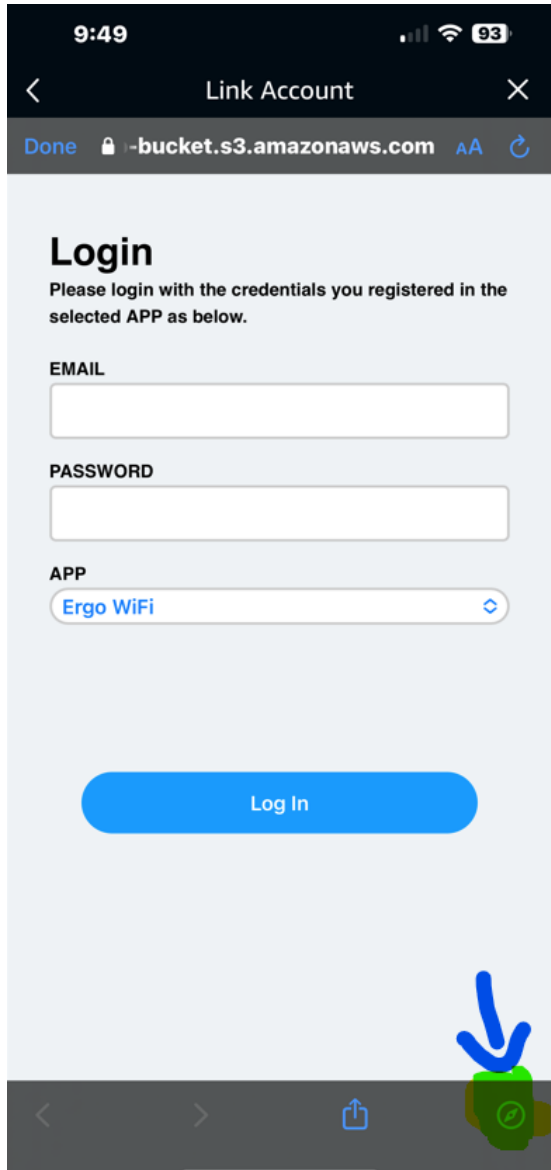 9:49
93
Link Account
Done -bucket.s3.amazonaws.com AA
Login
Please login with the credentials you registered in the
selected APP as below.
EMAIL
PASSWORD
APP
Ergo WiFi
Log In